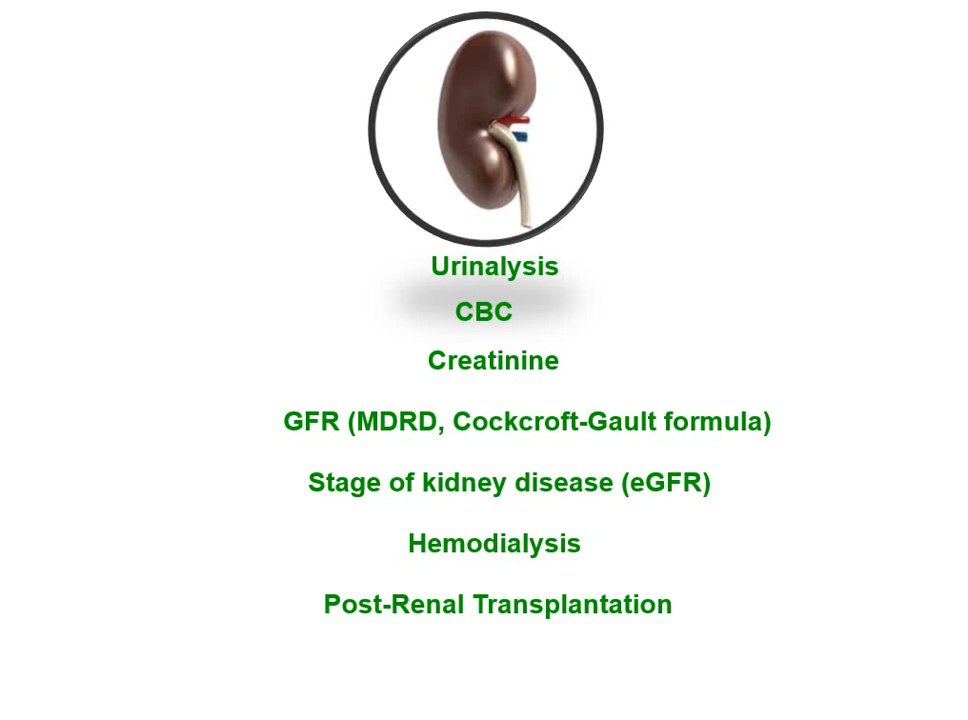 Urinalysis
CBC
Creatinine
GFR (MDRD, Cockcroft-Gault formula)
Stage of kidney disease (eGFR)
Hemodialysis
Post-Renal Transplantation